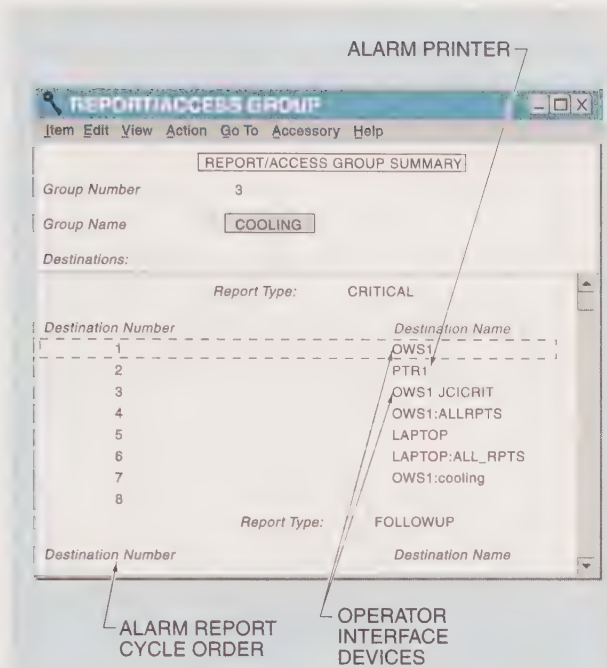 ALARM PRINTER
REPORT/ACCESS GROUP
Item Edit View Action Go To Accessory Help
REPORT/ACCESS GROUP SUMMARY
Group Number 3
Group Name COOLING
Destinations:
Report Type: CRITICAL
Destination Number Destination Name
1 OWS1
2 PTR1
3 OWS1 JCICRIT
4 OWS1:ALLRPTS
5 LAPTOP
6 LAPTOP:ALL_RPTS
7 OWS1:cooling
8
Report Type: FOLLOWUP
Destination Number Destination Name
ALARM REPORT
CYCLE ORDER
OPERATOR
INTERFACE
DEVICES